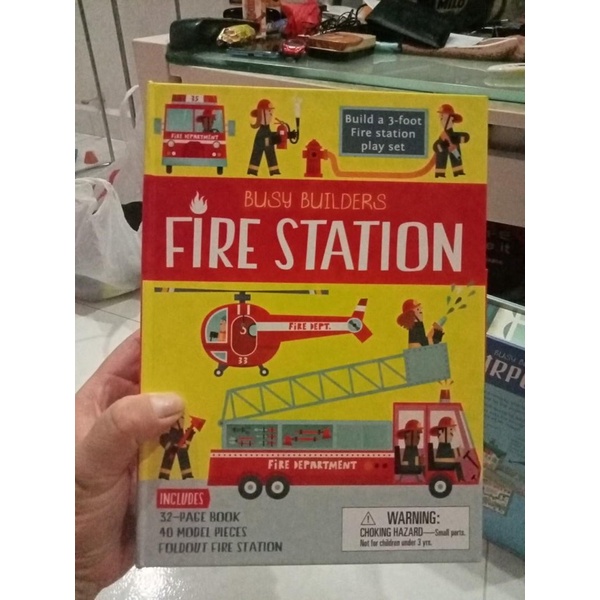 MILO
25
FIRE DEPARTMENT
Build a 3-foot
Fire station
play set
BUSY BUILDERS
FIRE STATION
FIRE DEPT.
33
FIRE DEPARTMENT
INCLUDES
32-PAGE BOOK
40 MODEL PIECES
FOLDOUT FIRE STATION
WARNING:
CHOKING HAZARD—Small parts.
Not for children under 3 yrs.